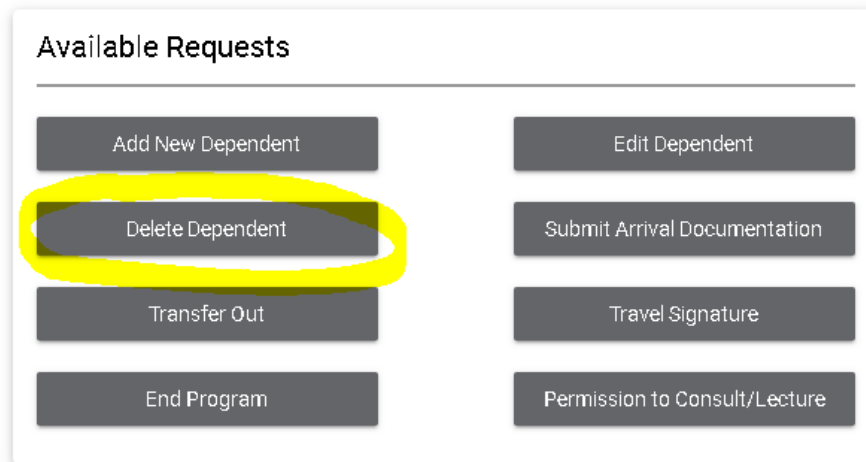 Available Requests
Add New Dependent
Edit Dependent
Delete Dependent
Submit Arrival Documentation
Transfer Out
Travel Signature
End Program
Permission to Consult/Lecture